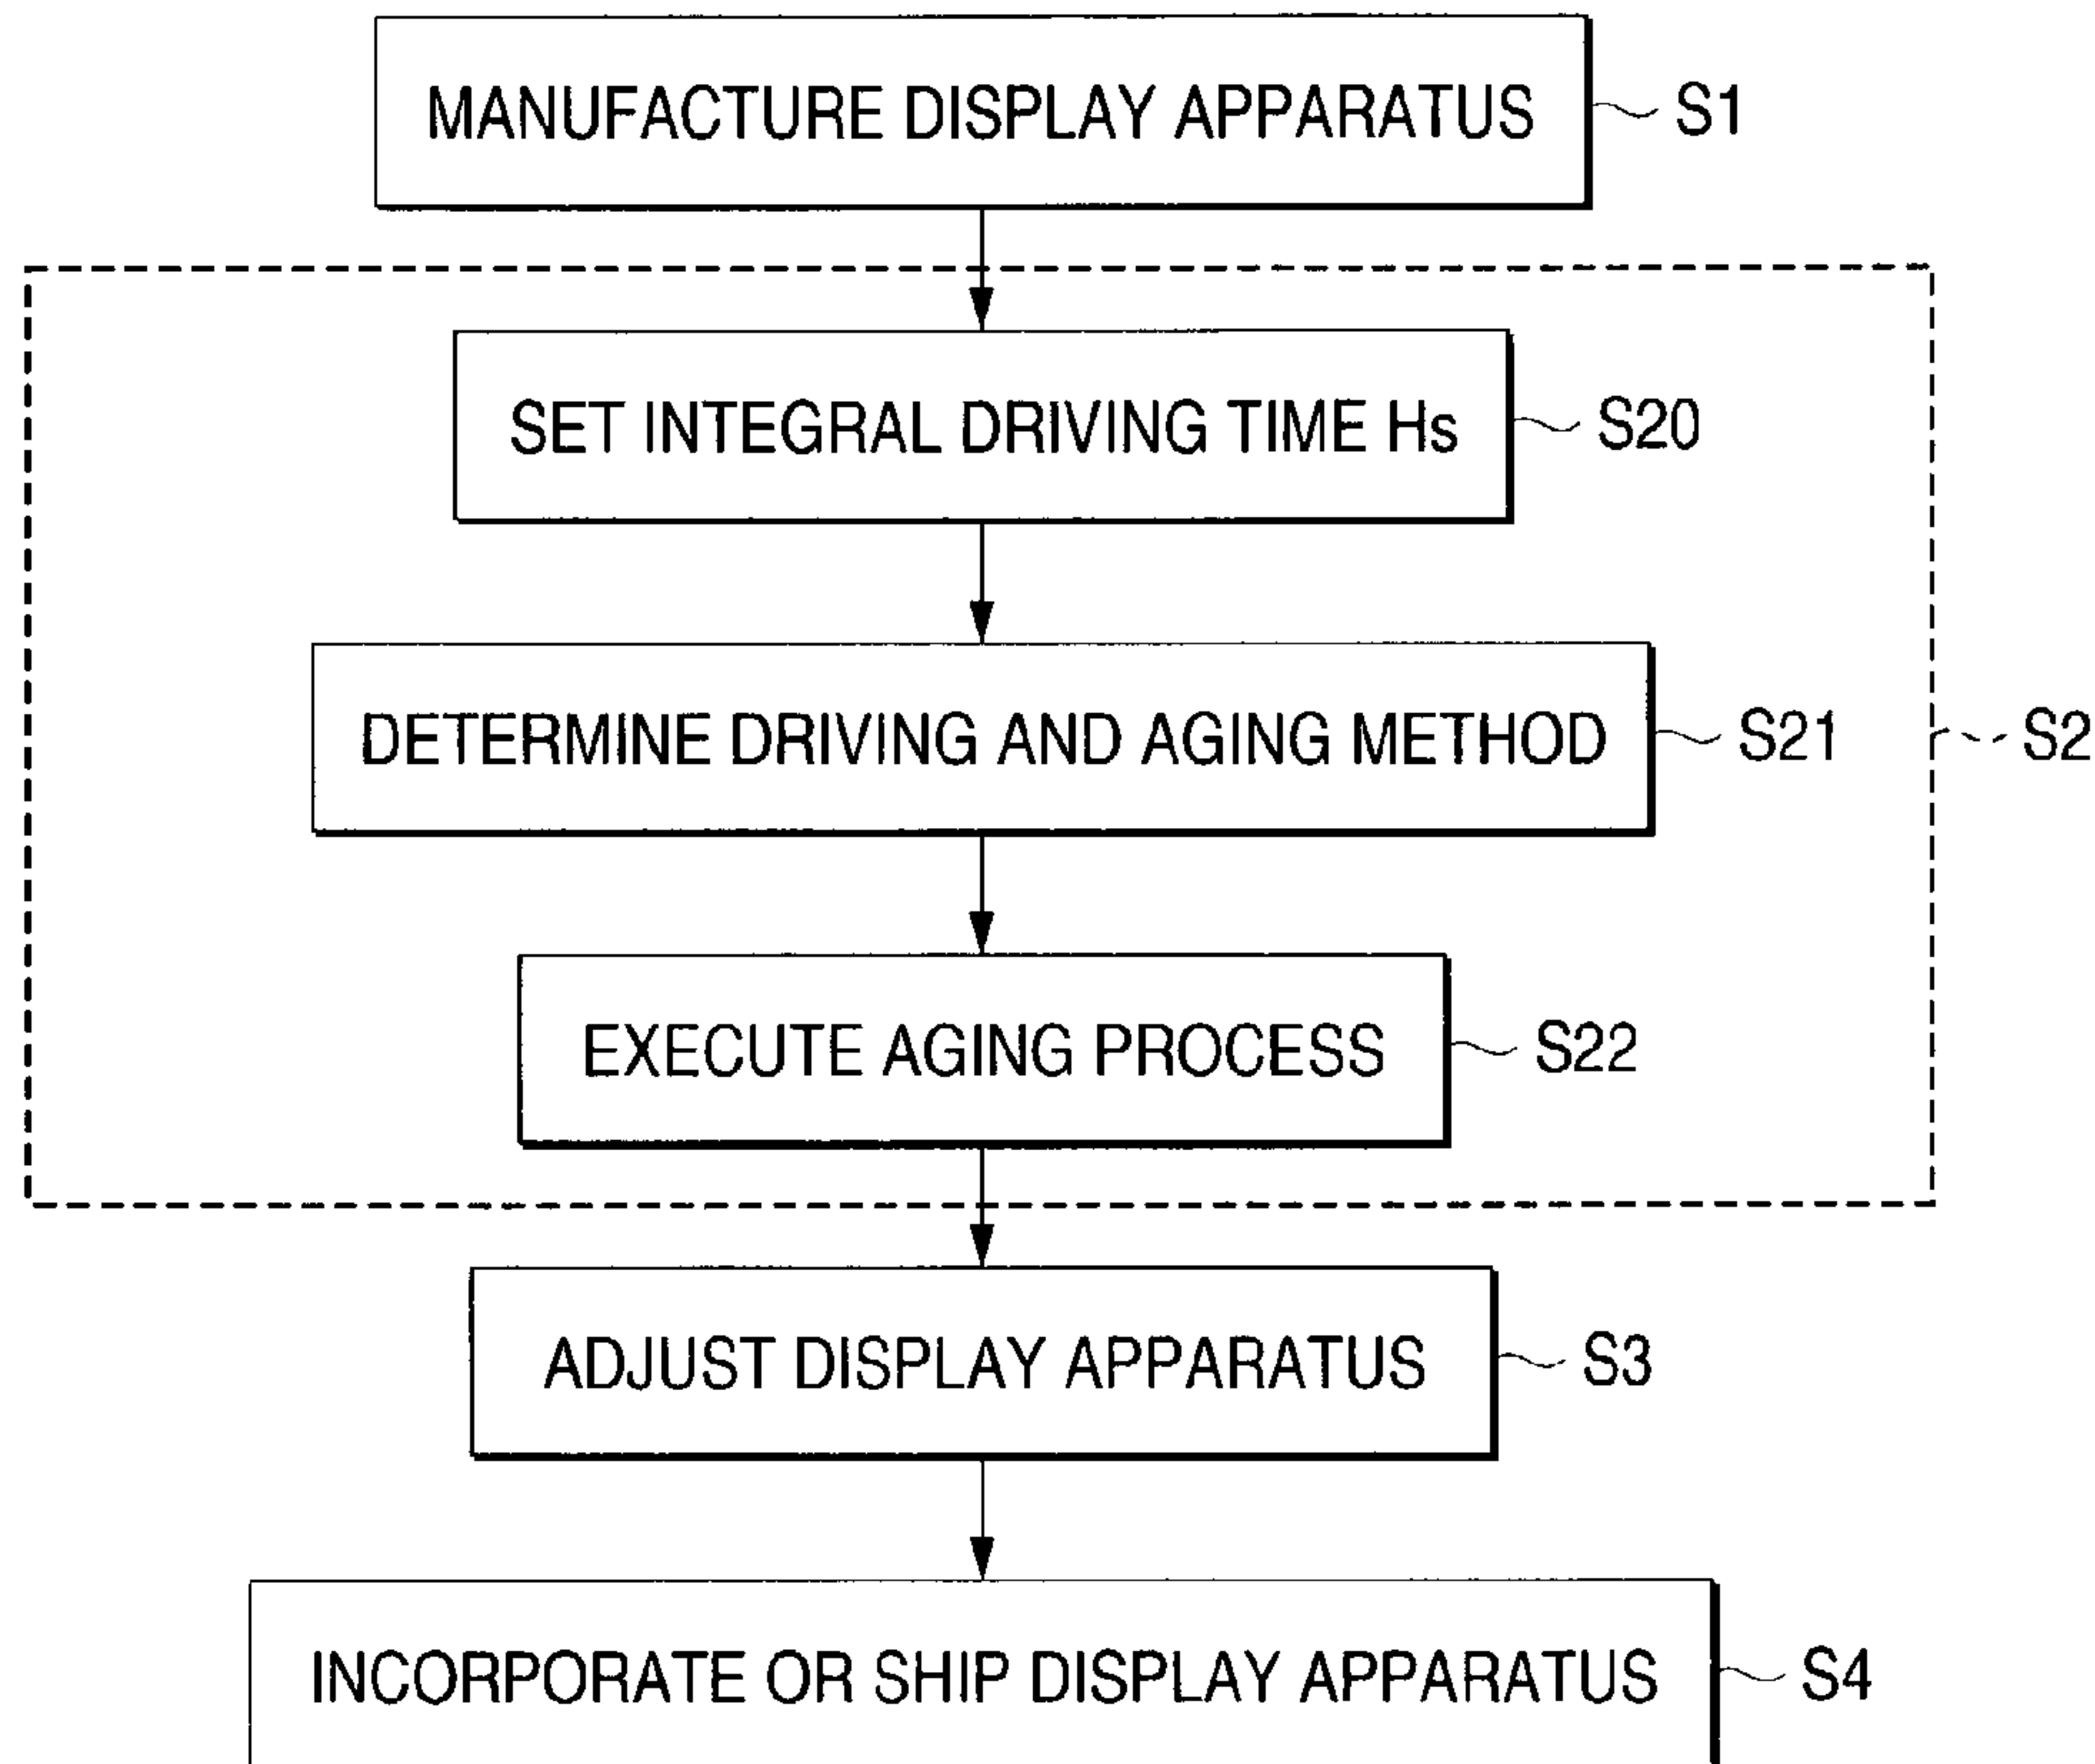 MANUFACTURE DISPLAY APPARATUS
S1
SET INTEGRAL DRIVING TIME Hs
S20
DETERMINE DRIVING AND AGING METHOD
S21
S2
EXECUTE AGING PROCESS
S22
ADJUST DISPLAY APPARATUS
S3
INCORPORATE OR SHIP DISPLAY APPARATUS
S4